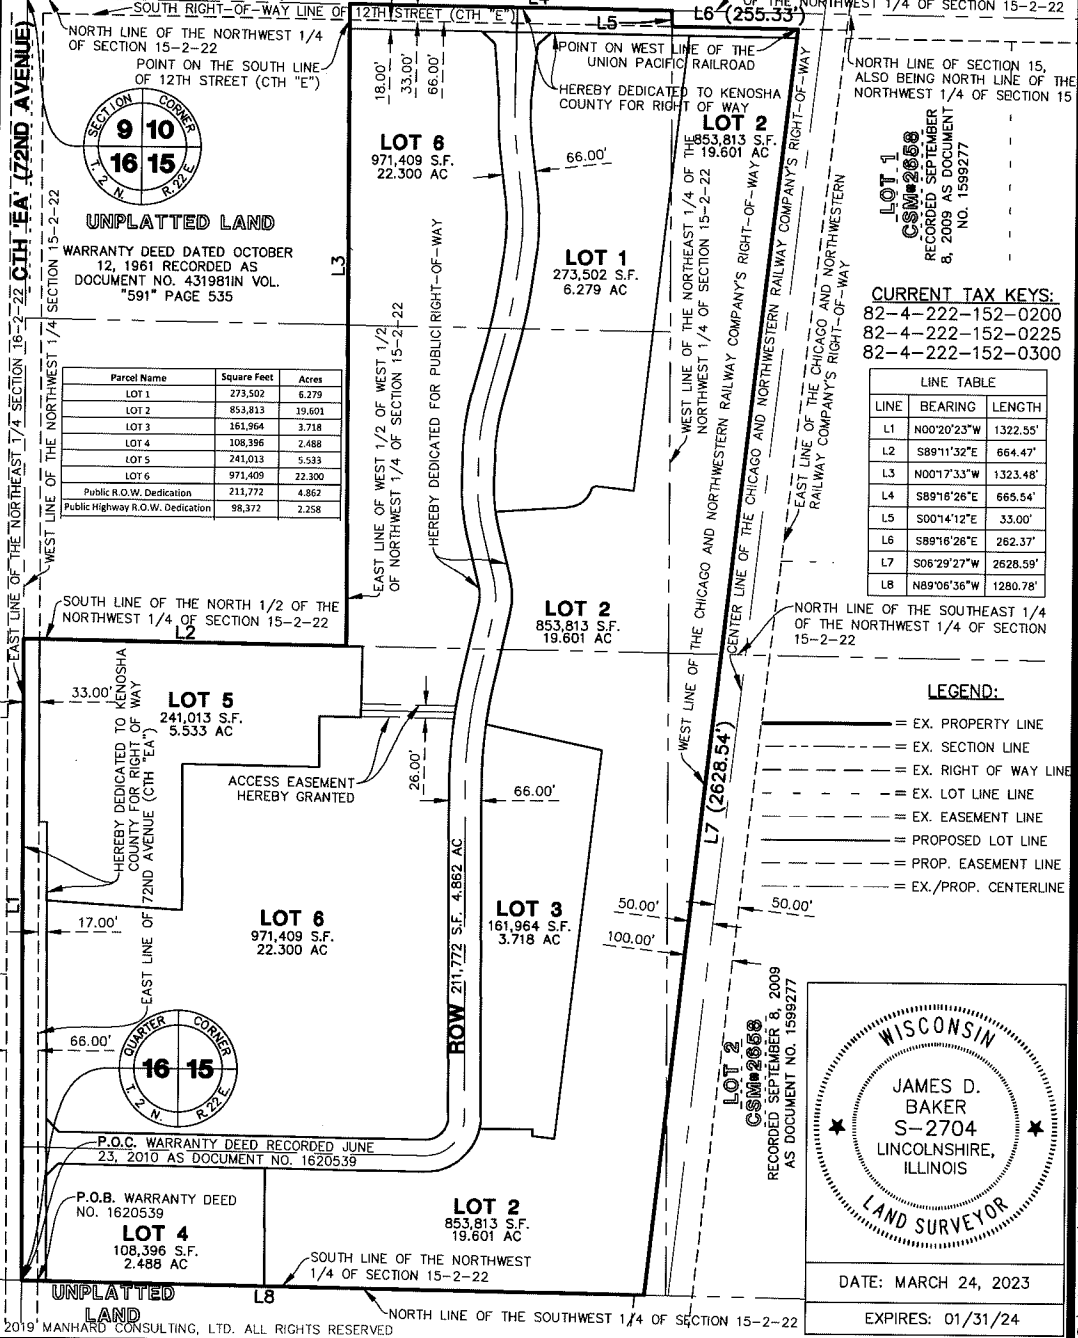 SOUTH RIGHT-OF-WAY LINE OF 12TH STREET (CTH "E")
L5
L6 (255.33')
NORTHWEST 1/4 OF SECTION 15-2-22
NORTH LINE OF THE NORTHWEST 1/4
OF SECTION 15-2-22
POINT ON THE SOUTH LINE
OF 12TH STREET (CTH "E")
18.00'
33.00'
66.00'
POINT ON WEST LINE OF THE
UNION PACIFIC RAILROAD
HEREBY DEDICATED TO KENOSHA
COUNTY FOR RIGHT OF WAY
NORTH LINE OF SECTION 15,
ALSO BEING NORTH LINE OF THE
NORTHWEST 1/4 OF SECTION 15
SECTION CORNER
9 10
16 15
T. 2 N. R. 22 E.
UNPLATTED LAND
WARRANTY DEED DATED OCTOBER
12, 1961 RECORDED AS
DOCUMENT NO. 431981IN VOL.
"591" PAGE 535
CTH 'EA' (72ND AVENUE)
EAST LINE OF THE NORTHEAST 1/4 SECTION 16-2-22
WEST LINE OF THE NORTHWEST 1/4 SECTION 15-2-22
LOT 6
971,409 S.F.
22.300 AC
66.00'
LOT 2
853,813 S.F.
19.601 AC
LOT 1
CSM#2658
RECORDED SEPTEMBER
8, 2009 AS DOCUMENT
NO. 1599277
LOT 1
273,502 S.F.
6.279 AC
L3
EAST LINE OF WEST 1/2 OF WEST 1/2
OF NORTHWEST 1/4 OF SECTION 15-2-22
HEREBY DEDICATED FOR PUBLIC RIGHT-OF-WAY
WEST LINE OF THE NORTHEAST 1/4 OF THE
NORTHWEST 1/4 OF SECTION 15-2-22
WEST LINE OF THE CHICAGO AND NORTHWESTERN RAILWAY COMPANY'S RIGHT-OF-WAY
CENTER LINE OF THE CHICAGO AND NORTHWESTERN RAILWAY COMPANY'S RIGHT-OF-WAY
EAST LINE OF THE CHICAGO AND NORTHWESTERN
RAILWAY COMPANY'S RIGHT-OF-WAY
CURRENT TAX KEYS:
82-4-222-152-0200
82-4-222-152-0225
82-4-222-152-0300
Parcel Name Square Feet Acres
LOT 1 273,502 6.279
LOT 2 853,813 19.601
LOT 3 161,964 3.718
LOT 4 108,396 2.488
LOT 5 241,013 5.533
LOT 6 971,409 22.300
Public R.O.W. Dedication 211,772 4.862
Public Highway R.O.W. Dedication 98,372 2.258
LINE TABLE
LINE BEARING LENGTH
L1 N00°20'23"W 1322.55'
L2 S89°11'32"E 664.47'
L3 N00°17'33"W 1323.48'
L4 S89°16'26"E 665.54'
L5 S00°14'12"E 33.00'
L6 S89°16'26"E 262.37'
L7 S06°29'27"W 2628.59'
L8 N89°06'36"W 1280.78'
SOUTH LINE OF THE NORTH 1/2 OF THE
NORTHWEST 1/4 OF SECTION 15-2-22
L2
LOT 2
853,813 S.F.
19.601 AC
NORTH LINE OF THE SOUTHEAST 1/4
OF THE NORTHWEST 1/4 OF SECTION
15-2-22
33.00'
HEREBY DEDICATED TO KENOSHA
COUNTY FOR RIGHT OF WAY
EAST LINE OF 72ND AVENUE (CTH "EA")
LOT 5
241,013 S.F.
5.533 AC
ACCESS EASEMENT
HEREBY GRANTED
26.00'
66.00'
L7 (2628.54')
LEGEND:
= EX. PROPERTY LINE
= EX. SECTION LINE
= EX. RIGHT OF WAY LINE
= EX. LOT LINE LINE
= EX. EASEMENT LINE
= PROPOSED LOT LINE
= PROP. EASEMENT LINE
= EX./PROP. CENTERLINE
L1
17.00'
LOT 6
971,409 S.F.
22.300 AC
ROW 211,772 S.F. 4.862 AC
LOT 3
161,964 S.F.
3.718 AC
50.00'
50.00'
100.00'
66.00'
QUARTER CORNER
16 15
T. 2 N. R. 22 E.
LOT 2
CSM#2658
RECORDED SEPTEMBER 8, 2009
AS DOCUMENT NO. 1599277
WISCONSIN
JAMES D.
BAKER
S-2704
LINCOLNSHIRE,
ILLINOIS
LAND SURVEYOR
P.O.C. WARRANTY DEED RECORDED JUNE
23, 2010 AS DOCUMENT NO. 1620539
P.O.B. WARRANTY DEED
NO. 1620539
LOT 4
108,396 S.F.
2.488 AC
LOT 2
853,813 S.F.
19.601 AC
SOUTH LINE OF THE NORTHWEST
1/4 OF SECTION 15-2-22
DATE: MARCH 24, 2023
UNPLATTED
LAND
L8
NORTH LINE OF THE SOUTHWEST 1/4 OF SECTION 15-2-22
EXPIRES: 01/31/24
2019 MANHARD CONSULTING, LTD. ALL RIGHTS RESERVED